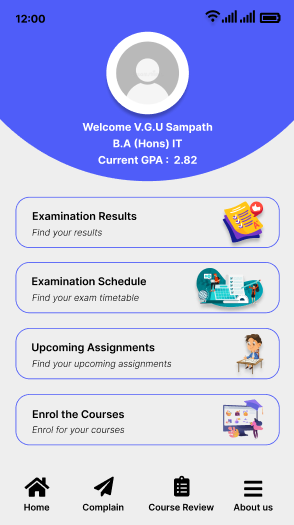 12:00
Welcome V.G.U Sampath
B.A (Hons) IT
Current GPA : 2.82
Examination Results
Find your results
Examination Schedule
Find your exam timetable
Upcoming Assignments
Find your upcoming assignments
Enrol the Courses
Enrol for your courses
Home
Complain
Course Review
About us